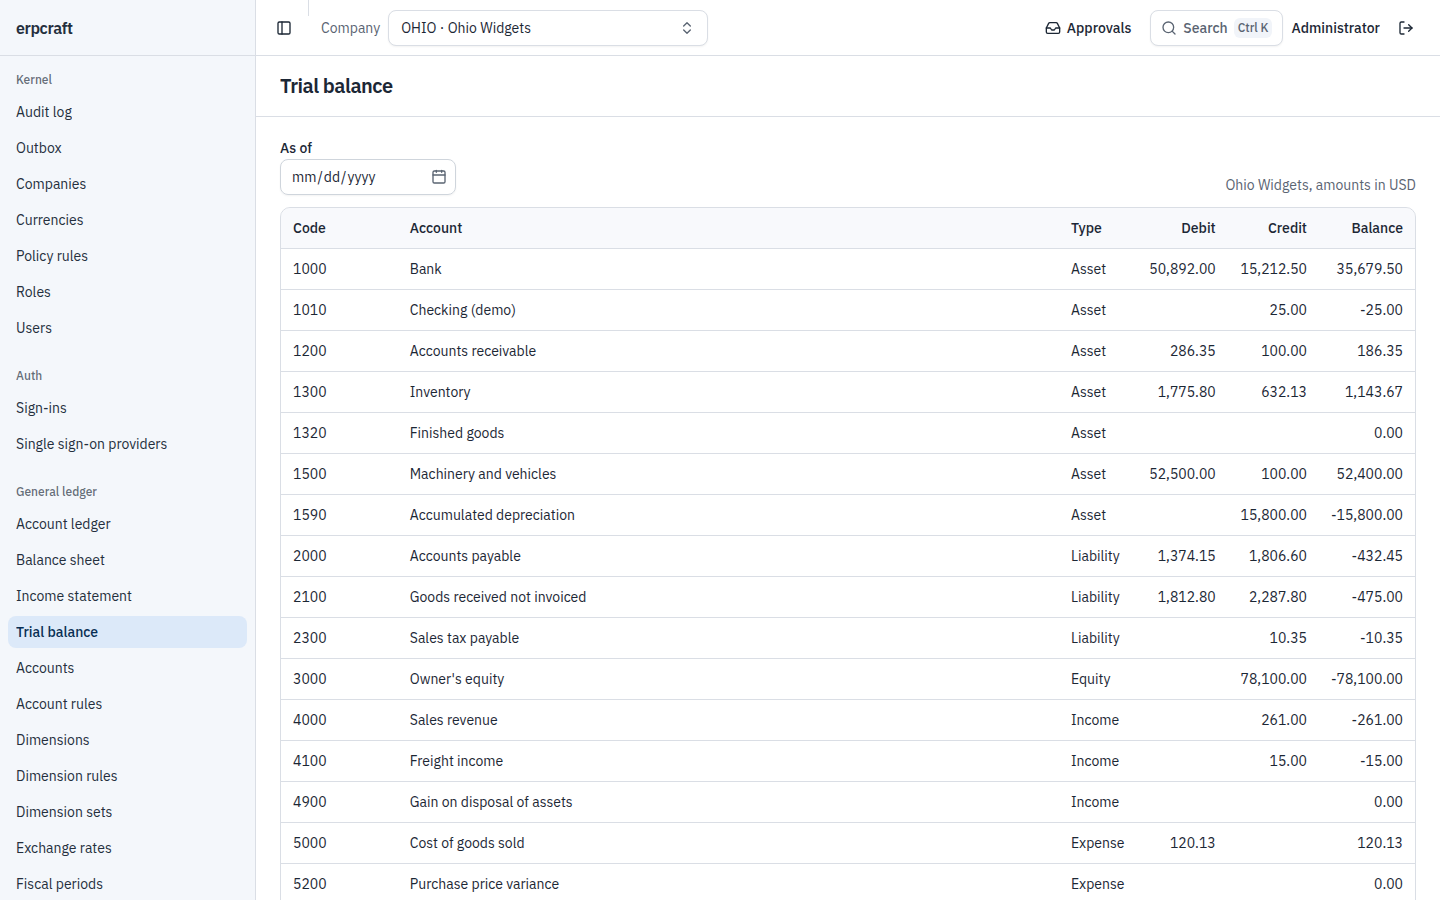 erpcraft
Company OHIO · Ohio Widgets Approvals Search Ctrl K Administrator
Kernel
Audit log
Outbox
Companies
Currencies
Policy rules
Roles
Users
Auth
Sign-ins
Single sign-on providers
General ledger
Account ledger
Balance sheet
Income statement
Trial balance
Accounts
Account rules
Dimensions
Dimension rules
Dimension sets
Exchange rates
Fiscal periods
Trial balance
As of
mm/dd/yyyy
Ohio Widgets, amounts in USD
Code Account Type Debit Credit Balance
1000 Bank Asset 50,892.00 15,212.50 35,679.50
1010 Checking (demo) Asset 25.00 -25.00
1200 Accounts receivable Asset 286.35 100.00 186.35
1300 Inventory Asset 1,775.80 632.13 1,143.67
1320 Finished goods Asset 0.00
1500 Machinery and vehicles Asset 52,500.00 100.00 52,400.00
1590 Accumulated depreciation Asset 15,800.00 -15,800.00
2000 Accounts payable Liability 1,374.15 1,806.60 -432.45
2100 Goods received not invoiced Liability 1,812.80 2,287.80 -475.00
2300 Sales tax payable Liability 10.35 -10.35
3000 Owner's equity Equity 78,100.00 -78,100.00
4000 Sales revenue Income 261.00 -261.00
4100 Freight income Income 15.00 -15.00
4900 Gain on disposal of assets Income 0.00
5000 Cost of goods sold Expense 120.13 120.13
5200 Purchase price variance Expense 0.00